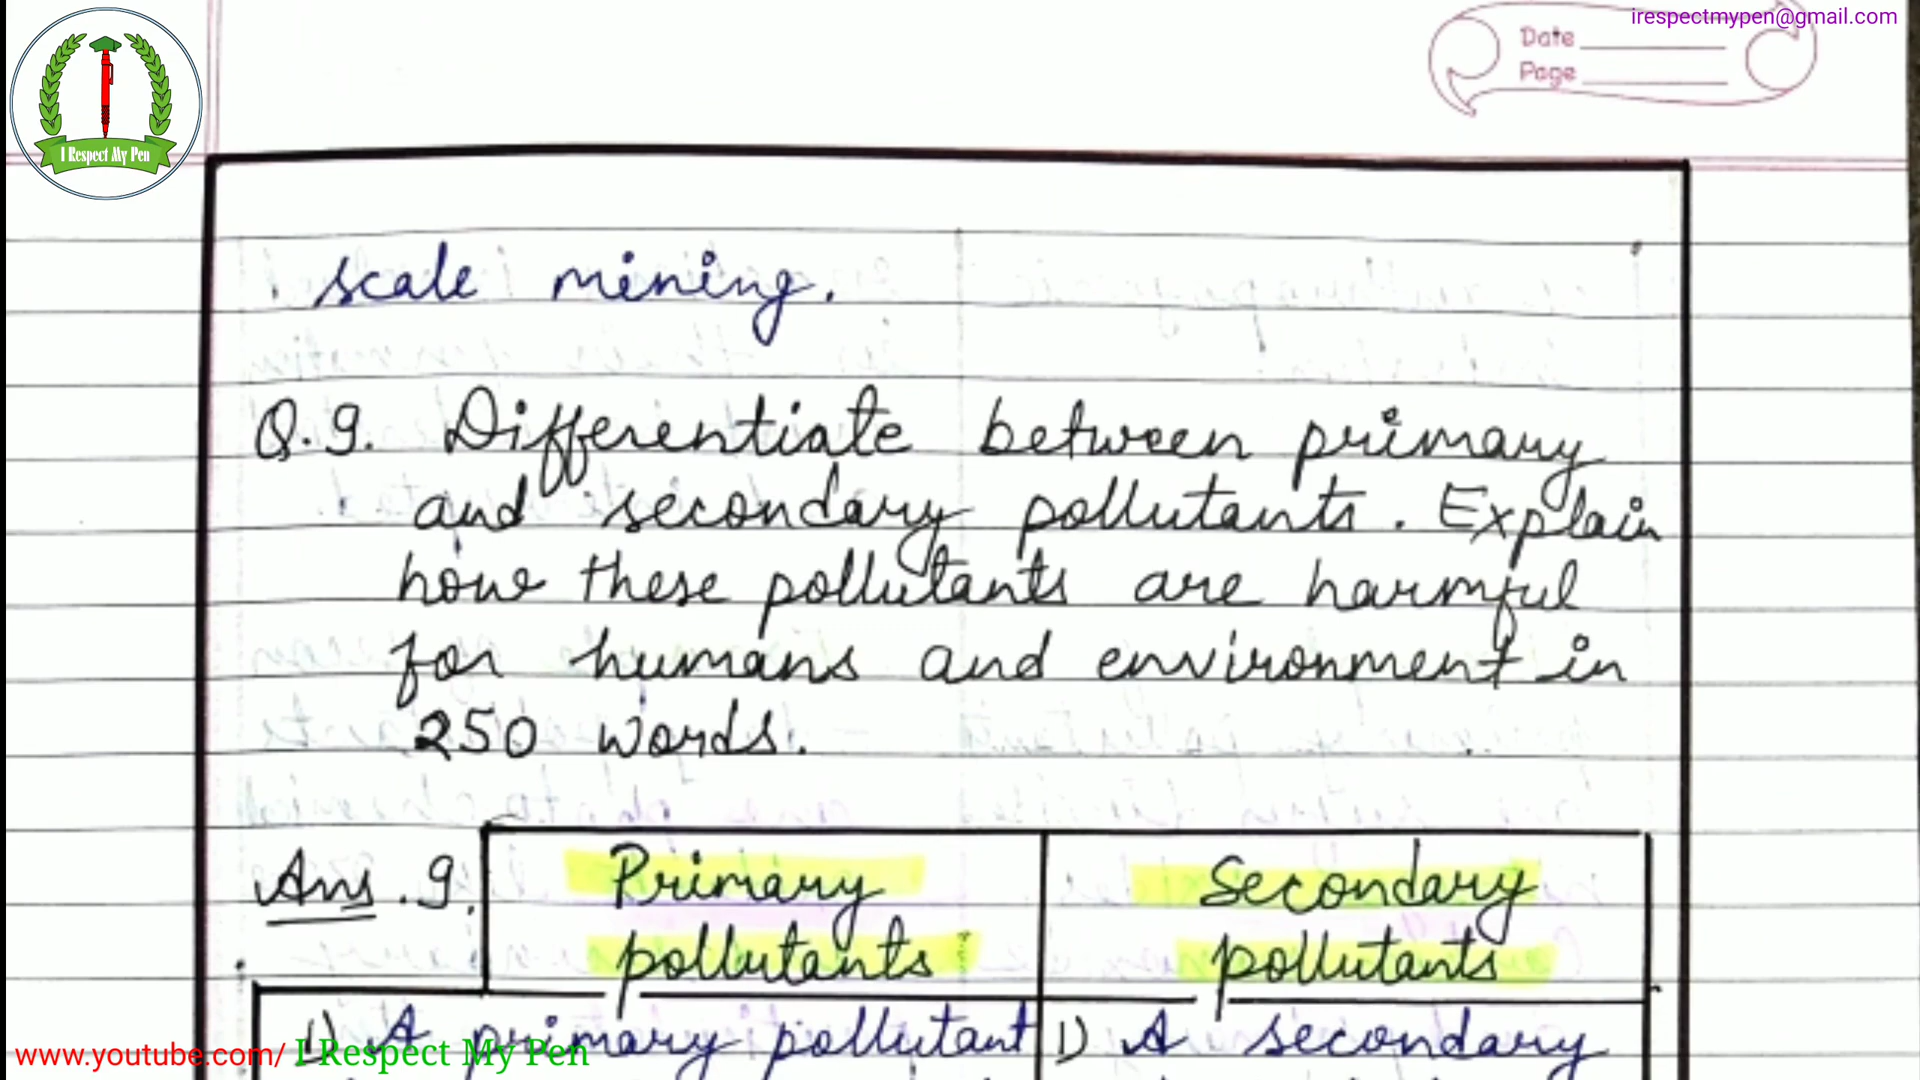 irespectmypen@gmail.com
Date
Page
I Respect My Pen
scale mining.
Q.9. Differentiate between primary
and secondary pollutants. Explain
how these pollutants are harmful
for humans and environment in
250 words.
Ans.9. Primary pollutants
Secondary pollutants
1) A primary pollutant
1) A secondary
www.youtube.com/ I Respect My Pen